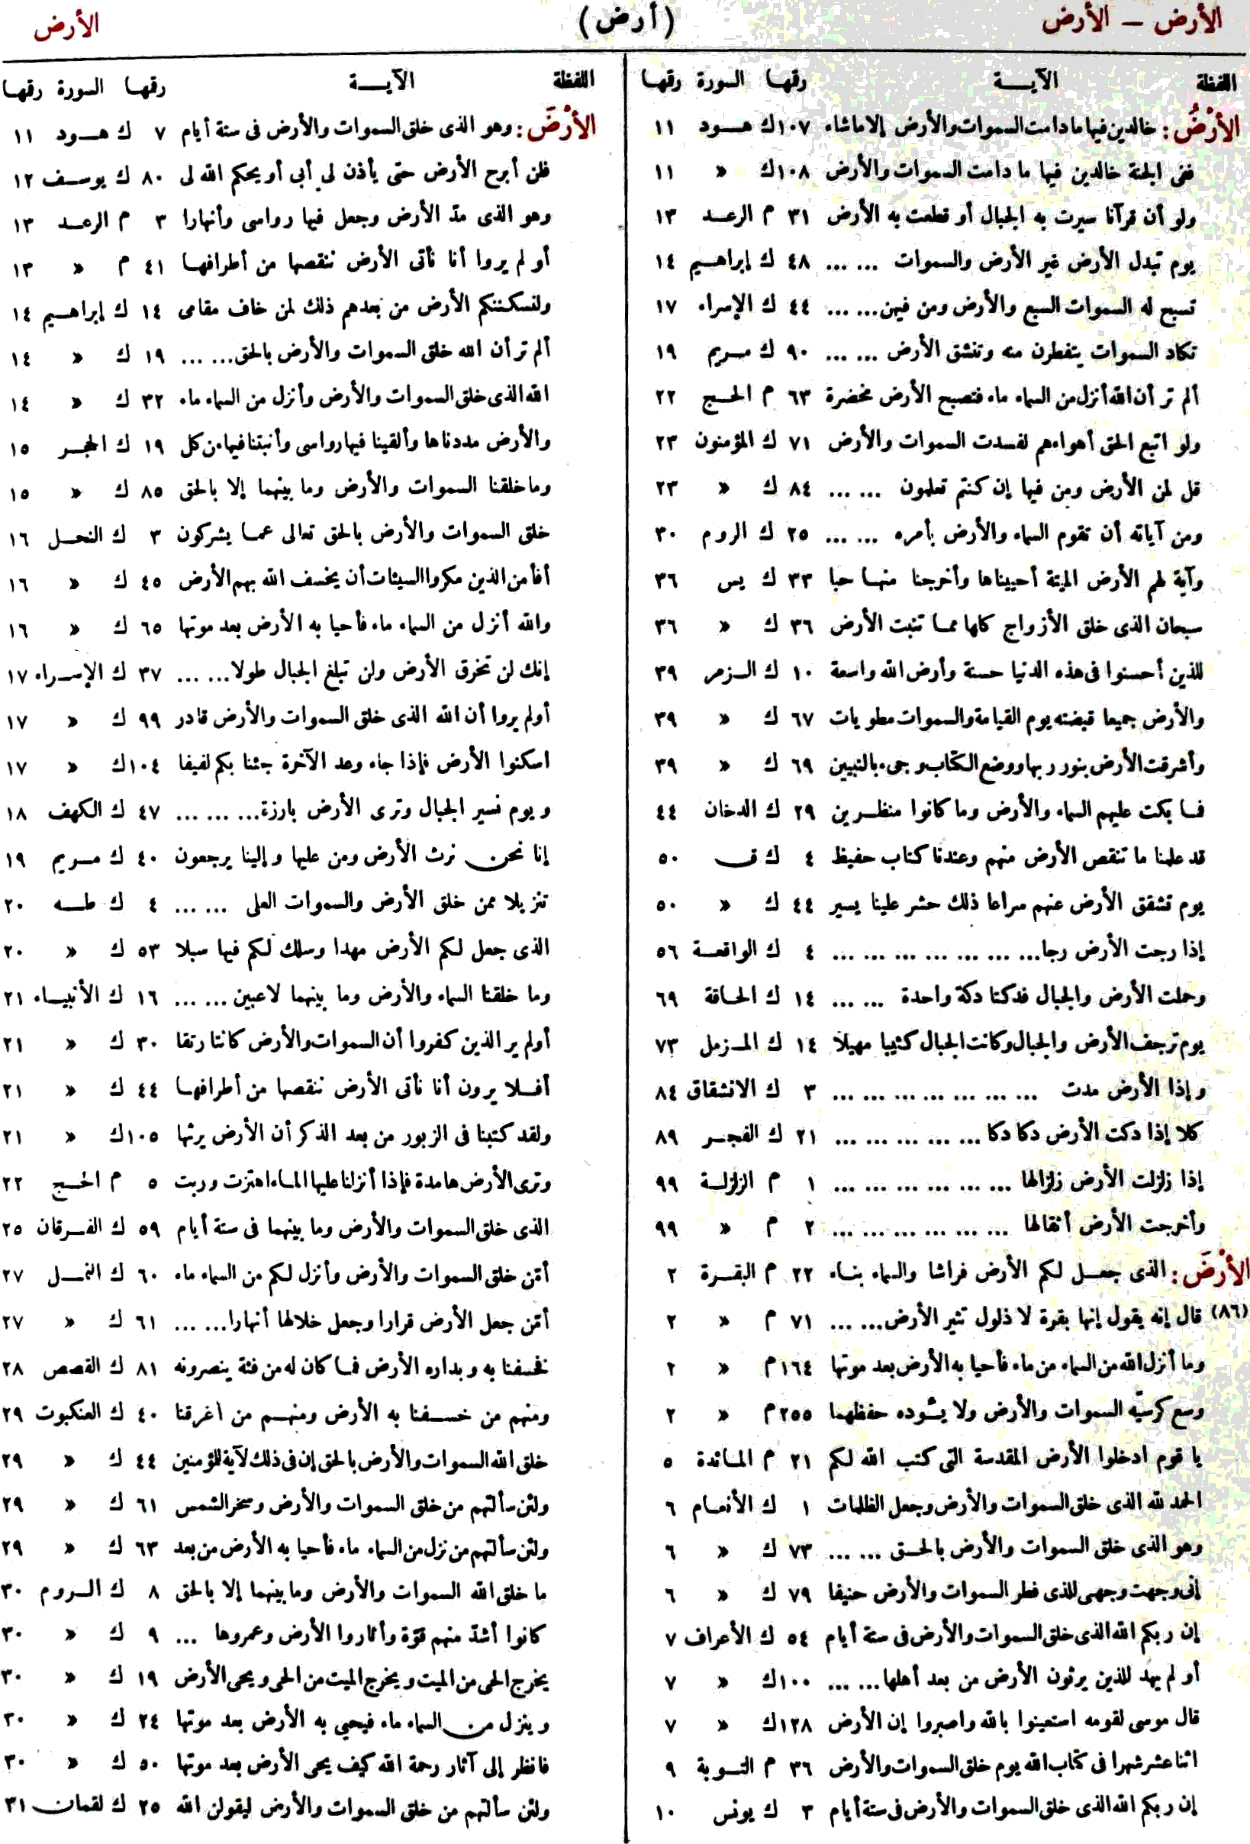 الأرض – الأرض
(أرض)
الأرض
اللفظة الآيــة رقمها السورة رقمها
الأَرْضُ: خالدين فيها مادامت السموات والأرض إلا ماشاء ١٠٧ ك هــود ١١
ففى الجنة خالدين فيها ما دامت السموات والأرض ١٠٨ ك » ١١
ولو أن قرآنا سيرت به الجبال أو قطعت به الأرض ٣١ م الرعـد ١٣
يوم تبدل الأرض غير الأرض والسموات ... ... ٤٨ ك إبراهـيم ١٤
تسبح له السموات السبع والأرض ومن فيهن... ... ٤٤ ك الإسراء ١٧
تكاد السموات يتفطرن منه وتنشق الأرض ... ... ٩٠ ك مـريم ١٩
ألم تر أن الله أنزل من السماء ماء فتصبح الأرض مخضرة ٦٣ م الحـج ٢٢
ولو اتبع الحق أهواءهم لفسدت السموات والأرض ٧١ ك المؤمنون ٢٣
قل لمن الأرض ومن فيها إن كنتم تعلمون ... ... ٨٤ ك » ٢٣
ومن آياته أن تقوم السماء والأرض بأمره ... ... ٢٥ ك الروم ٣٠
وآية لهم الأرض الميتة أحييناها وأخرجنا منهـا حبا ٣٣ ك يس ٣٦
سبحان الذى خلق الأزواج كلها ممـا تنبت الأرض ٣٦ ك » ٣٦
للذين أحسنوا فى هذه الدنيا حسنة وأرض الله واسعة ١٠ ك الـزمر ٣٩
والأرض جميعا قبضته يوم القيامة والسموات مطويات ٦٧ ك » ٣٩
وأشرقت الأرض بنور ربها ووضع الكتاب وجىء بالنبيين ٦٩ ك » ٣٩
فمـا بكت عليهم السماء والأرض وما كانوا منظـرين ٢٩ ك الدخان ٤٤
قد علمنا ما تنقص الأرض منهم وعندنا كتاب حفيظ ٤ ك ق ٥٠
يوم تشقق الأرض عنهم سراعا ذلك حشر علينا يسير ٤٤ ك » ٥٠
إذا رجت الأرض رجا... ... ... ... ... ... ... ٤ ك الواقعـة ٥٦
وحملت الأرض والجبال فدكتا دكة واحدة ... ... ١٤ ك الحـاقة ٦٩
يوم ترجف الأرض والجبال وكانت الجبال كثيبا مهيلا ١٤ ك المـزمل ٧٣
وإذا الأرض مدت ... ... ... ... ... ... ... ٣ ك الانشقاق ٨٤
كلا إذا دكت الأرض دكا دكا ... ... ... ... ... ٢١ ك الفجـر ٨٩
إذا زلزلت الأرض زلزالها ... ... ... ... ... ... ١ م الزلزلـة ٩٩
وأخرجت الأرض أثقالها ... ... ... ... ... ... ٢ م » ٩٩
الأَرْضَ: الذى جعـل لكم الأرض فراشا والسماء بنـاء ٢٢ م البقـرة ٢
(٨٦) قال إنه يقول إنها بقرة لا ذلول تثير الأرض... ... ٧١ م » ٢
وما أنزل الله من السماء من ماء فأحيا به الأرض بعد موتها ١٦٤ م » ٢
وسع كرسيّه السموات والأرض ولا يئوده حفظهما ٢٥٥ م » ٢
يا قوم ادخلوا الأرض المقدسة التى كتب الله لكم ٢١ م المـائدة ٥
الحمد لله الذى خلق السموات والأرض وجعل الظلمات ١ ك الأنعـام ٦
وهو الذى خلق السموات والأرض بالحـق ... ... ٧٣ ك » ٦
إنى وجهت وجهى للذى فطر السموات والأرض حنيفا ٧٩ ك » ٦
إن ربكم الله الذى خلق السموات والأرض فى ستة أيام ٥٤ ك الأعراف ٧
أو لم يهد للذين يرثون الأرض من بعد أهلها... ... ١٠٠ ك » ٧
قال موسى لقومه استعينوا بالله واصبروا إن الأرض ١٢٨ ك » ٧
اثنا عشر شهرا فى كتاب الله يوم خلق السموات والأرض ٣٦ م التـوبة ٩
إن ربكم الله الذى خلق السموات والأرض فى ستة أيام ٣ ك يونس ١٠
اللفظة الآيــة رقمها السورة رقمها
الأَرْضَ: وهو الذى خلق السموات والأرض فى ستة أيام ٧ ك هــود ١١
فلن أبرح الأرض حتى يأذن لى أبى أو يحكم الله لى ٨٠ ك يوسـف ١٢
وهو الذى مدّ الأرض وجعل فيها رواسى وأنهارا ٣ م الرعـد ١٣
أو لم يروا أنا نأتى الأرض ننقصها من أطرافهـا ٤١ م » ١٣
ولنسكـننكم الأرض من بعدهم ذلك لمن خاف مقامى ١٤ ك إبراهـيم ١٤
ألم تر أن الله خلق السموات والأرض بالحق... ... ١٩ ك » ١٤
الله الذى خلق السموات والأرض وأنزل من السماء ماء ٣٢ ك » ١٤
والأرض مددناها وألقينا فيها رواسى وأنبتنا فيها من كل ١٩ ك الحجـر ١٥
وما خلقنا السموات والأرض وما بينهما إلا بالحق ٨٥ ك » ١٥
خلق السموات والأرض بالحق تعالى عمـا يشركون ٣ ك النحـل ١٦
أفأمن الذين مكروا السيئات أن يخسف الله بهم الأرض ٤٥ ك » ١٦
والله أنزل من السماء ماء فأحيا به الأرض بعد موتها ٦٥ ك » ١٦
إنك لن تخرق الأرض ولن تبلغ الجبال طولا... ... ٣٧ ك الإسـراء ١٧
أولم يروا أن الله الذى خلق السموات والأرض قادر ٩٩ ك » ١٧
اسكنوا الأرض فإذا جاء وعد الآخرة جئنا بكم لفيفا ١٠٤ ك » ١٧
ويوم نسير الجبال وترى الأرض بارزة... ... ... ٤٧ ك الكهف ١٨
إنا نحن نرث الأرض ومن عليها وإلينا يرجعون ٤٠ ك مـريم ١٩
تنزيلا ممن خلق الأرض والسموات العلى ... ... ٤ ك طــه ٢٠
الذى جعل لكم الأرض مهدا وسلك لكم فيها سبلا ٥٣ ك » ٢٠
وما خلقنا السماء والأرض وما بينهما لاعبين ... ... ١٦ ك الأنبيـاء ٢١
أولم ير الذين كفروا أن السموات والأرض كانتا رتقا ٣٠ ك » ٢١
أفـلا يرون أنا نأتى الأرض ننقصها من أطرافهـا ٤٤ ك » ٢١
ولقد كتبنا فى الزبور من بعد الذكر أن الأرض يرثها ١٠٥ ك » ٢١
وترى الأرض هامدة فإذا أنزلنا عليها المـاء اهتزت وربت ٥ م الحـج ٢٢
الذى خلق السموات والأرض وما بينهما فى ستة أيام ٥٩ ك الفـرقان ٢٥
أمّن خلق السموات والأرض وأنزل لكم من السماء ماء ٦٠ ك النمـل ٢٧
أمّن جعل الأرض قرارا وجعل خلالها أنهارا... ... ٦١ ك » ٢٧
فخسفنا به وبداره الأرض فمـا كان له من فئة ينصرونه ٨١ ك القصص ٢٨
ومنهم من خسـفنا به الأرض ومنهـم من أغرقنا ٤٠ ك العنكبوت ٢٩
خلق الله السموات والأرض بالحق إن فى ذلك لآية للمؤمنين ٤٤ ك » ٢٩
ولئن سألتهم من خلق السموات والأرض وسخر الشمس ٦١ ك » ٢٩
ولئن سألتهم من نزل من السماء ماء فأحيا به الأرض من بعد ٦٣ ك » ٢٩
ما خلق الله السموات والأرض وما بينهما إلا بالحق ٨ ك الـروم ٣٠
كانوا أشدّ منهم قوّة وأثاروا الأرض وعمروها ... ٩ ك » ٣٠
يخرج الحى من الميت ويخرج الميت من الحى ويحى الأرض ١٩ ك » ٣٠
وينزل من السماء ماء فيحيي به الأرض بعد موتها ٢٤ ك » ٣٠
فانظر إلى آثار رحمة الله كيف يحى الأرض بعد موتها ٥٠ ك » ٣٠
ولئن سألتهم من خلق السموات والأرض ليقولن الله ٢٥ ك لقمان ٣١